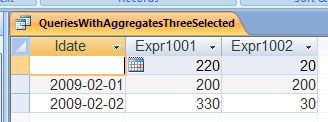 Records
QueriesWithAggregatesThreeSelected
Idate Expr1001 Expr1002
220 20
2009-02-01 200 200
2009-02-02 330 30